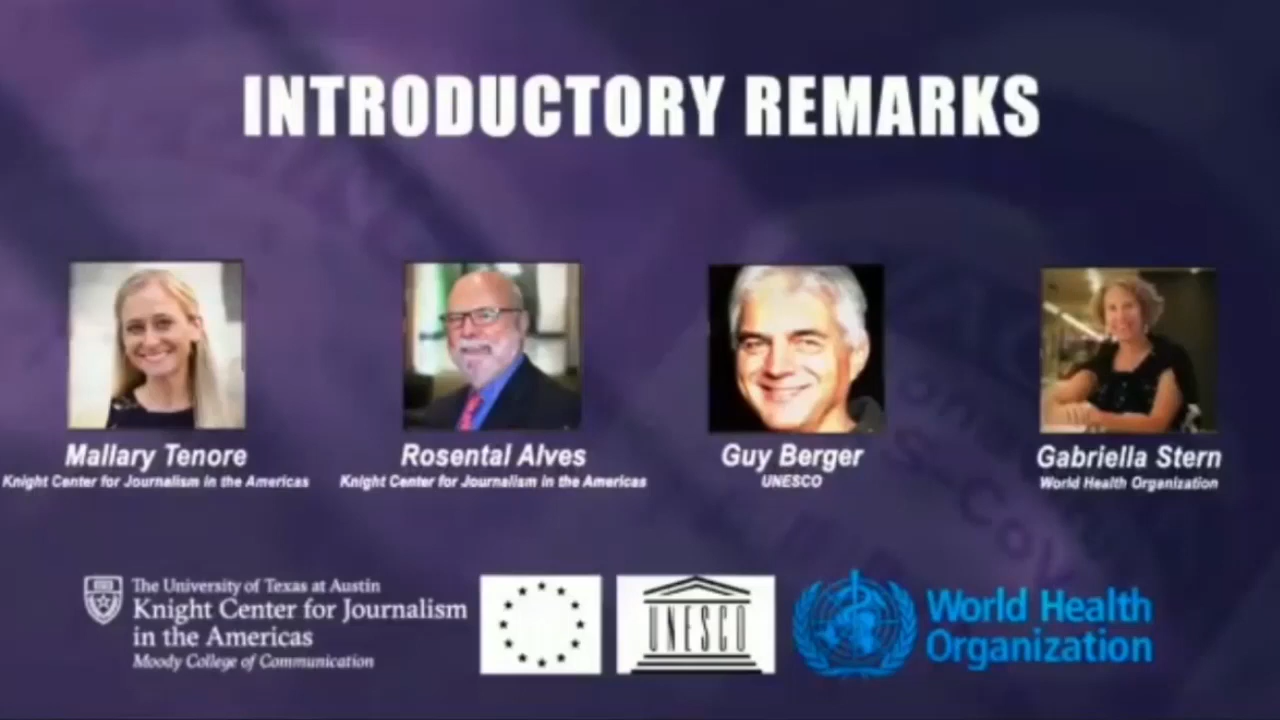 INTRODUCTORY REMARKS
Mallary Tenore
Knight Center for Journalism in the Americas
Rosental Alves
Knight Center for Journalism in the Americas
Guy Berger
UNESCO
Gabriella Stern
World Health Organization
The University of Texas at Austin
Knight Center for Journalism
in the Americas
Moody College of Communication
UNESCO
World Health
Organization